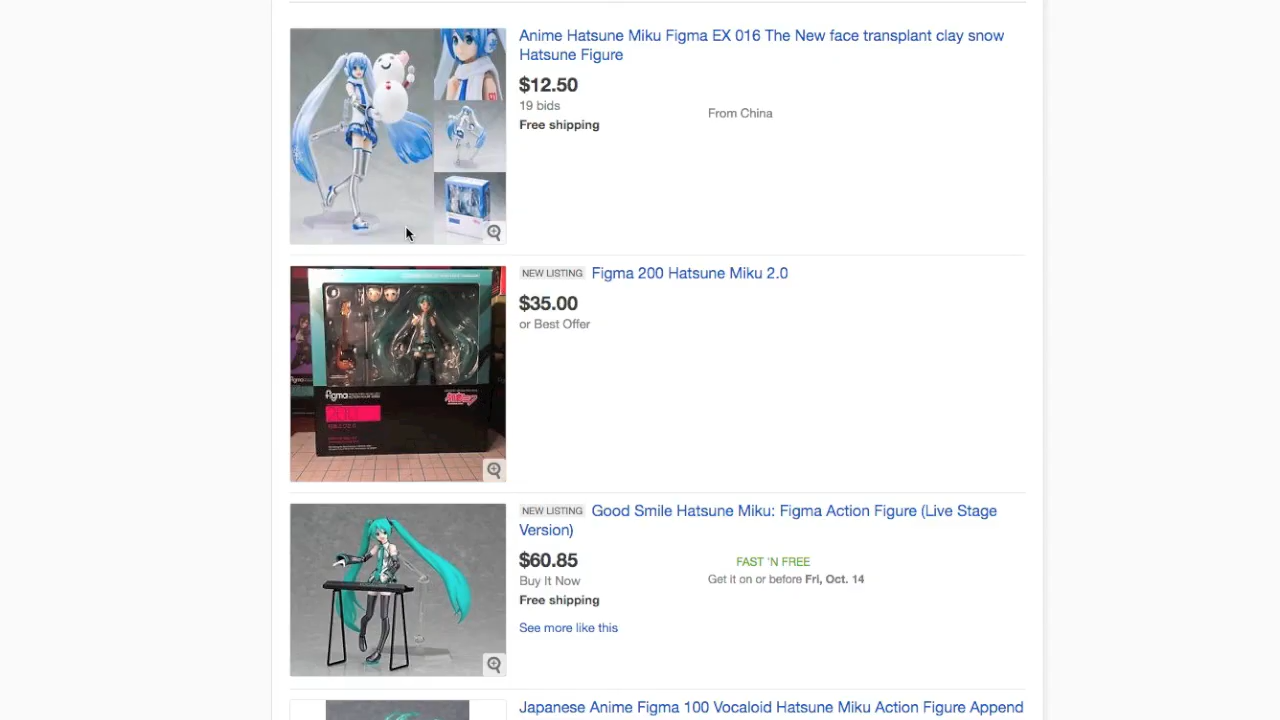 Anime Hatsune Miku Figma EX 016 The New face transplant clay snow
Hatsune Figure
$12.50
19 bids
From China
Free shipping
NEW LISTING Figma 200 Hatsune Miku 2.0
$35.00
or Best Offer
figma
NEW LISTING Good Smile Hatsune Miku: Figma Action Figure (Live Stage
Version)
$60.85
FAST 'N FREE
Buy It Now
Get it on or before Fri, Oct. 14
Free shipping
See more like this
Japanese Anime Figma 100 Vocaloid Hatsune Miku Action Figure Append